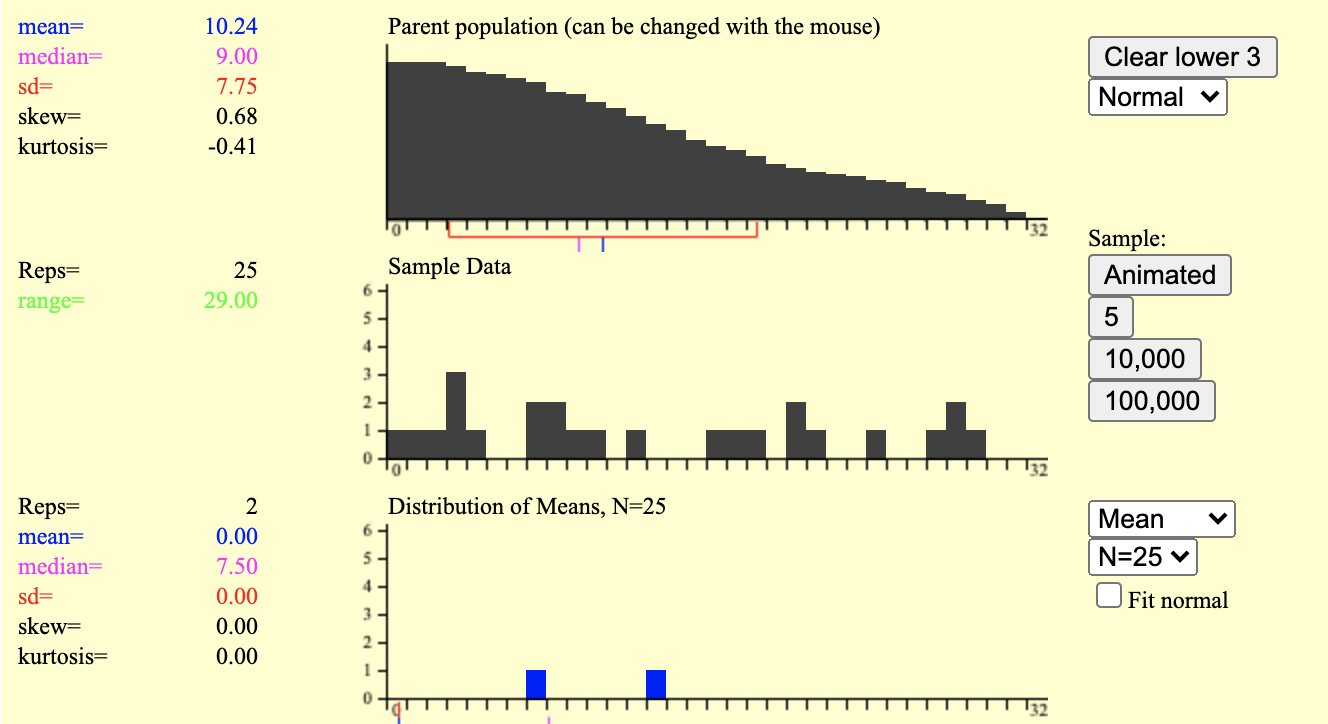 mean= 10.24
median= 9.00
sd= 7.75
skew= 0.68
kurtosis= -0.41
Parent population (can be changed with the mouse)
0 32
Clear lower 3
Normal
Reps= 25
range= 29.00
Sample Data
6
5
4
3
2
1
0
0 32
Sample:
Animated
5
10,000
100,000
Reps= 2
mean= 0.00
median= 7.50
sd= 0.00
skew= 0.00
kurtosis= 0.00
Distribution of Means, N=25
6
5
4
3
2
1
0
0 32
Mean
N=25
Fit normal